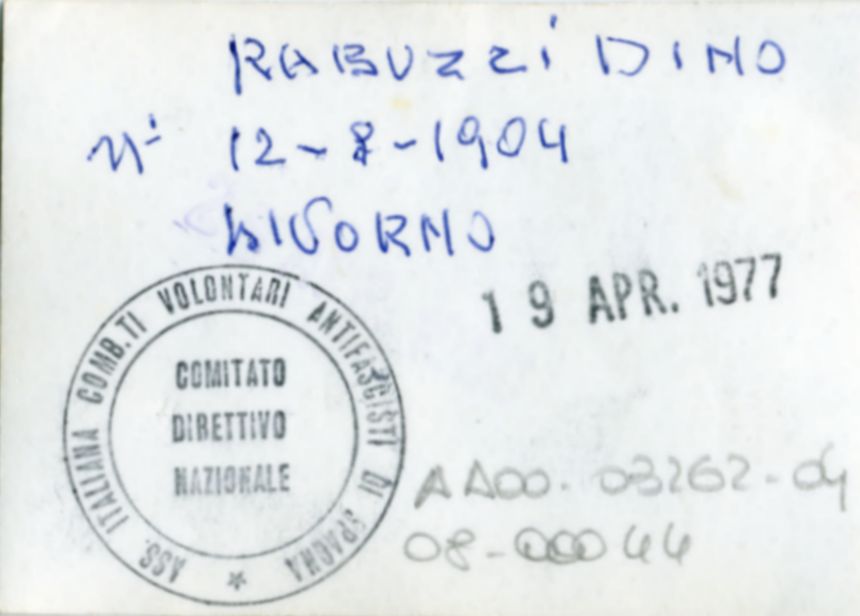 RABUZZI DINO
n. 12-8-1904
LIVORNO
19 APR. 1977
ASS. ITALIANA COMB.TI VOLONTARI ANTIFASCISTI DI SPAGNA
COMITATO
DIRETTIVO
NAZIONALE
AA00-03262-04
08-000044